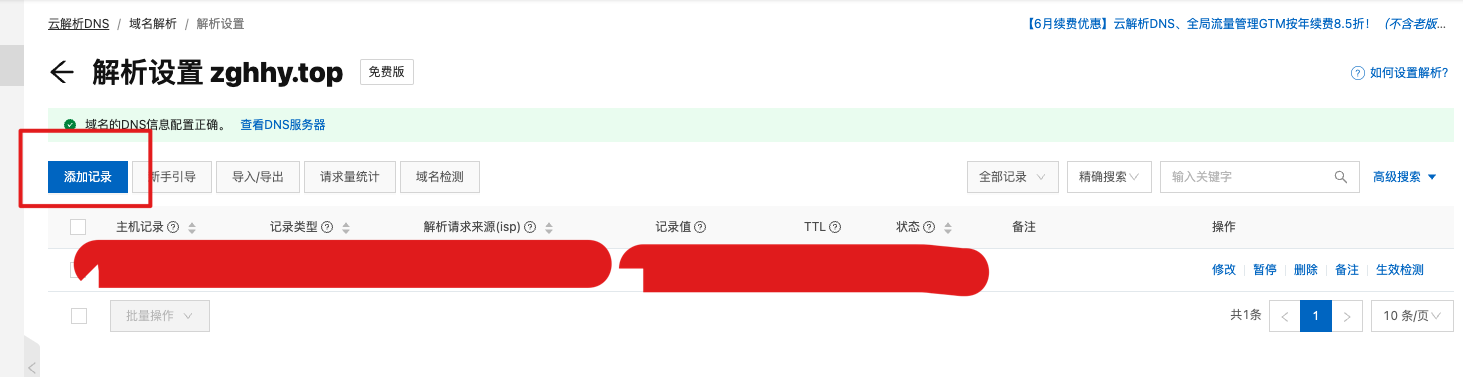 云解析DNS / 域名解析 / 解析设置
【6月续费优惠】云解析DNS、全局流量管理GTM按年续费8.5折！ （不含老版...
解析设置 zghhy.top 免费版
如何设置解析?
域名的DNS信息配置正确。 查看DNS服务器
添加记录 新手引导 导入/导出 请求量统计 域名检测 全部记录 精确搜索 输入关键字 高级搜索
主机记录 记录类型 解析请求来源(isp) 记录值 TTL 状态 备注 操作
修改 暂停 删除 备注 生效检测
批量操作 共1条 < 1 > 10 条/页